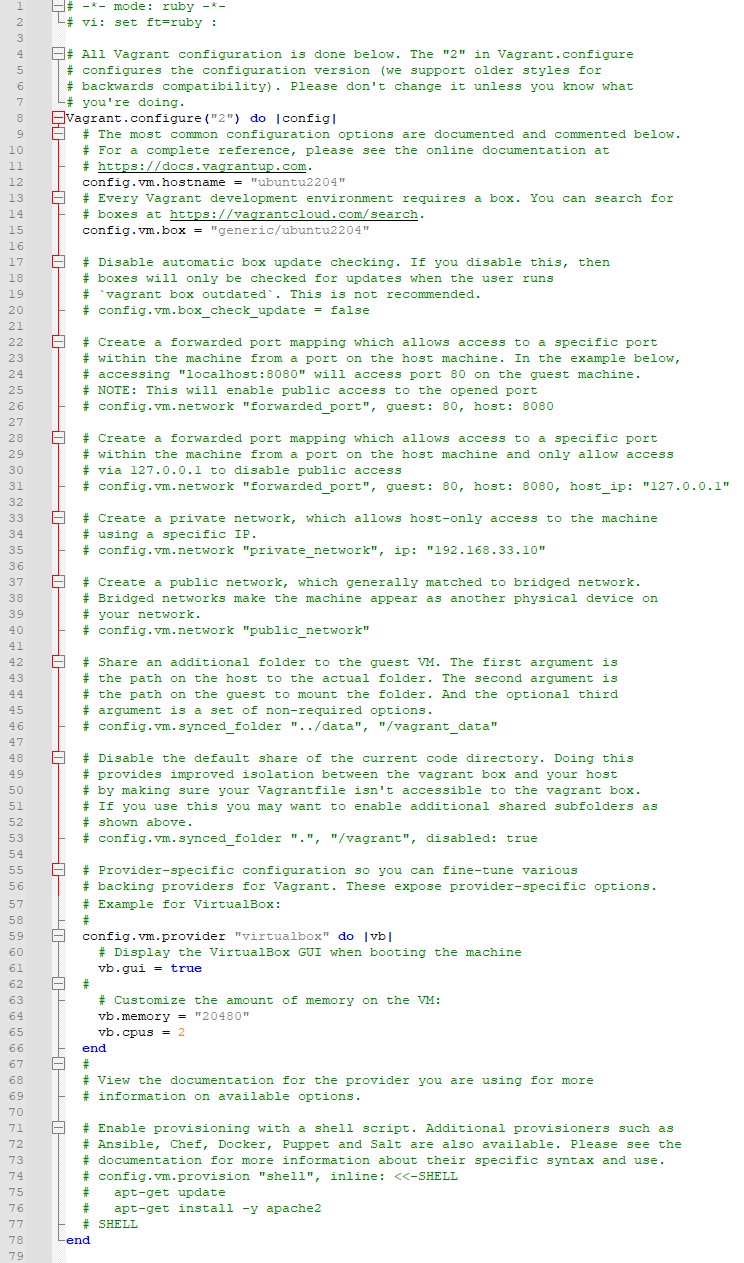 1 # -*- mode: ruby -*-
2 # vi: set ft=ruby :
3
4 # All Vagrant configuration is done below. The "2" in Vagrant.configure
5 # configures the configuration version (we support older styles for
6 # backwards compatibility). Please don't change it unless you know what
7 # you're doing.
8 Vagrant.configure("2") do |config|
9 # The most common configuration options are documented and commented below.
10 # For a complete reference, please see the online documentation at
11 # https://docs.vagrantup.com.
12 config.vm.hostname = "ubuntu2204"
13 # Every Vagrant development environment requires a box. You can search for
14 # boxes at https://vagrantcloud.com/search.
15 config.vm.box = "generic/ubuntu2204"
16
17 # Disable automatic box update checking. If you disable this, then
18 # boxes will only be checked for updates when the user runs
19 # `vagrant box outdated`. This is not recommended.
20 # config.vm.box_check_update = false
21
22 # Create a forwarded port mapping which allows access to a specific port
23 # within the machine from a port on the host machine. In the example below,
24 # accessing "localhost:8080" will access port 80 on the guest machine.
25 # NOTE: This will enable public access to the opened port
26 # config.vm.network "forwarded_port", guest: 80, host: 8080
27
28 # Create a forwarded port mapping which allows access to a specific port
29 # within the machine from a port on the host machine and only allow access
30 # via 127.0.0.1 to disable public access
31 # config.vm.network "forwarded_port", guest: 80, host: 8080, host_ip: "127.0.0.1"
32
33 # Create a private network, which allows host-only access to the machine
34 # using a specific IP.
35 # config.vm.network "private_network", ip: "192.168.33.10"
36
37 # Create a public network, which generally matched to bridged network.
38 # Bridged networks make the machine appear as another physical device on
39 # your network.
40 # config.vm.network "public_network"
41
42 # Share an additional folder to the guest VM. The first argument is
43 # the path on the host to the actual folder. The second argument is
44 # the path on the guest to mount the folder. And the optional third
45 # argument is a set of non-required options.
46 # config.vm.synced_folder "../data", "/vagrant_data"
47
48 # Disable the default share of the current code directory. Doing this
49 # provides improved isolation between the vagrant box and your host
50 # by making sure your Vagrantfile isn't accessible to the vagrant box.
51 # If you use this you may want to enable additional shared subfolders as
52 # shown above.
53 # config.vm.synced_folder ".", "/vagrant", disabled: true
54
55 # Provider-specific configuration so you can fine-tune various
56 # backing providers for Vagrant. These expose provider-specific options.
57 # Example for VirtualBox:
58 #
59 config.vm.provider "virtualbox" do |vb|
60 # Display the VirtualBox GUI when booting the machine
61 vb.gui = true
62 #
63 # Customize the amount of memory on the VM:
64 vb.memory = "20480"
65 vb.cpus = 2
66 end
67 #
68 # View the documentation for the provider you are using for more
69 # information on available options.
70
71 # Enable provisioning with a shell script. Additional provisioners such as
72 # Ansible, Chef, Docker, Puppet and Salt are also available. Please see the
73 # documentation for more information about their specific syntax and use.
74 # config.vm.provision "shell", inline: <<-SHELL
75 # apt-get update
76 # apt-get install -y apache2
77 # SHELL
78 end
79